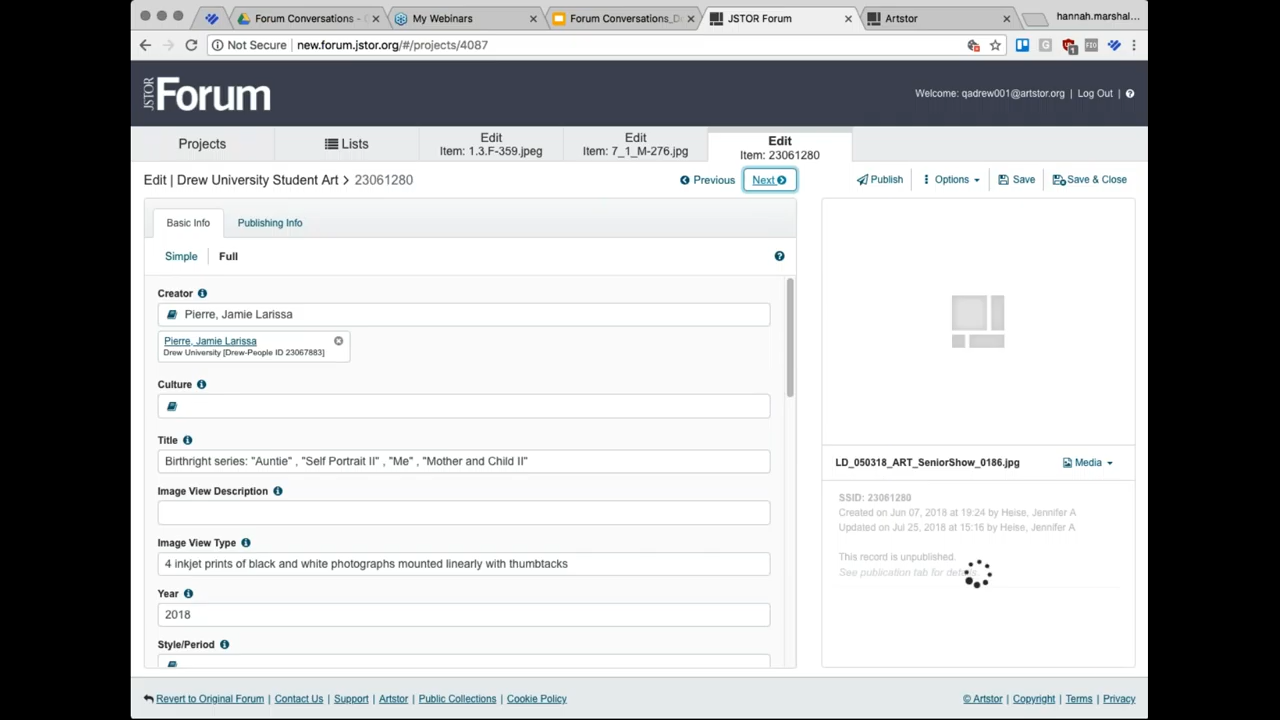 Forum Conversations - G
My Webinars
Forum Conversations_D
JSTOR Forum
Artstor
hannah.marshal...
Not Secure | new.forum.jstor.org/#/projects/4087
JSTOR Forum
Welcome: qadrew001@artstor.org | Log Out |
Projects
Lists
Edit
Item: 1.3.F-359.jpeg
Edit
Item: 7_1_M-276.jpg
Edit
Item: 23061280
Edit | Drew University Student Art > 23061280
Previous
Next
Publish
Options
Save
Save & Close
Basic Info
Publishing Info
Simple
Full
Creator
Pierre, Jamie Larissa
Pierre, Jamie Larissa
Drew University [Drew-People ID 23067883]
Culture
Title
Birthright series: "Auntie" , "Self Portrait II" , "Me" , "Mother and Child II"
Image View Description
Image View Type
4 inkjet prints of black and white photographs mounted linearly with thumbtacks
Year
2018
Style/Period
LD_050318_ART_SeniorShow_0186.jpg
Media
SSID: 23061280
Created on Jun 07, 2018 at 19:24 by Heise, Jennifer A
Updated on Jul 25, 2018 at 15:16 by Heise, Jennifer A
This record is unpublished.
See publication tab for
Revert to Original Forum | Contact Us | Support | Artstor | Public Collections | Cookie Policy
© Artstor | Copyright | Terms | Privacy